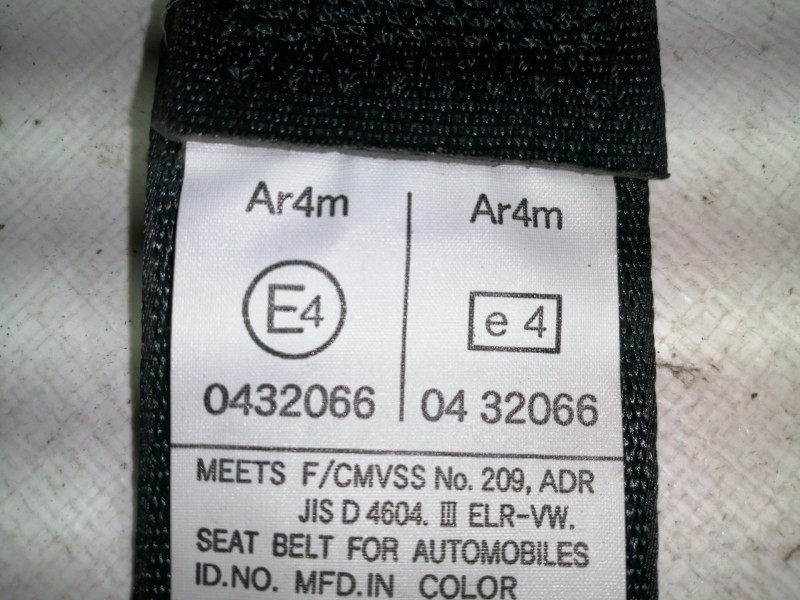 Ar4m Ar4m
E4 e 4
0432066 04 32066
MEETS F/CMVSS No. 209, ADR
JIS D 4604. III ELR-VW.
SEAT BELT FOR AUTOMOBILES
ID.NO. MFD.IN COLOR